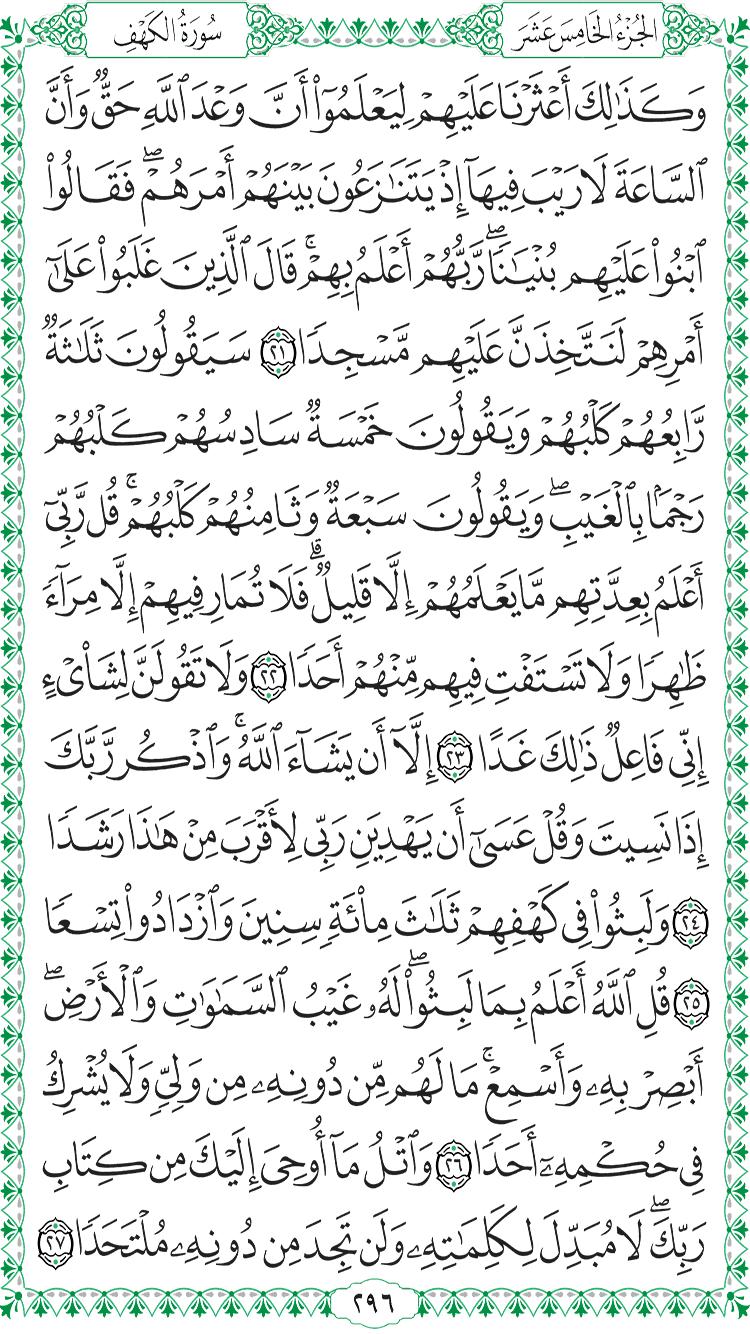 الجُزْءُ الخَامِسَ عَشَرَ
سُورَةُ الكَهْفِ
وَكَذَٰلِكَ أَعْثَرْنَا عَلَيْهِمْ لِيَعْلَمُوٓا۟ أَنَّ وَعْدَ ٱللَّهِ حَقٌّ وَأَنَّ
ٱلسَّاعَةَ لَا رَيْبَ فِيهَآ إِذْ يَتَنَٰزَعُونَ بَيْنَهُمْ أَمْرَهُمْ ۖ فَقَالُوا۟
ٱبْنُوا۟ عَلَيْهِم بُنْيَٰنًا ۖ رَّبُّهُمْ أَعْلَمُ بِهِمْ ۚ قَالَ ٱلَّذِينَ غَلَبُوا۟ عَلَىٰٓ
أَمْرِهِمْ لَنَتَّخِذَنَّ عَلَيْهِم مَّسْجِدًا ٢١ سَيَقُولُونَ ثَلَٰثَةٌ
رَّابِعُهُمْ كَلْبُهُمْ وَيَقُولُونَ خَمْسَةٌ سَادِسُهُمْ كَلْبُهُمْ
رَجْمًۢا بِٱلْغَيْبِ ۖ وَيَقُولُونَ سَبْعَةٌ وَثَامِنُهُمْ كَلْبُهُمْ ۚ قُل رَّبِّىٓ
أَعْلَمُ بِعِدَّتِهِم مَّا يَعْلَمُهُمْ إِلَّا قَلِيلٌ ۗ فَلَا تُمَارِ فِيهِمْ إِلَّا مِرَآءً
ظَٰهِرًا وَلَا تَسْتَفْتِ فِيهِم مِّنْهُمْ أَحَدًا ٢٢ وَلَا تَقُولَنَّ لِشَا۟ىْءٍ
إِنِّى فَاعِلٌ ذَٰلِكَ غَدًا ٢٣ إِلَّآ أَن يَشَآءَ ٱللَّهُ ۚ وَٱذْكُر رَّبَّكَ
إِذَا نَسِيتَ وَقُلْ عَسَىٰٓ أَن يَهْدِيَنِ رَبِّى لِأَقْرَبَ مِنْ هَٰذَا رَشَدًا
٢٤ وَلَبِثُوا۟ فِى كَهْفِهِمْ ثَلَٰثَ مِا۟ئَةٍ سِنِينَ وَٱزْدَادُوا۟ تِسْعًا
٢٥ قُلِ ٱللَّهُ أَعْلَمُ بِمَا لَبِثُوا۟ ۖ لَهُۥ غَيْبُ ٱلسَّمَٰوَٰتِ وَٱلْأَرْضِ ۖ
أَبْصِرْ بِهِۦ وَأَسْمِعْ ۚ مَا لَهُم مِّن دُونِهِۦ مِن وَلِىٍّ وَلَا يُشْرِكُ
فِى حُكْمِهِۦٓ أَحَدًا ٢٦ وَٱتْلُ مَآ أُوحِىَ إِلَيْكَ مِن كِتَابِ
رَبِّكَ ۖ لَا مُبَدِّلَ لِكَلِمَٰتِهِۦ وَلَن تَجِدَ مِن دُونِهِۦ مُلْتَحَدًا ٢٧
٢٩٦